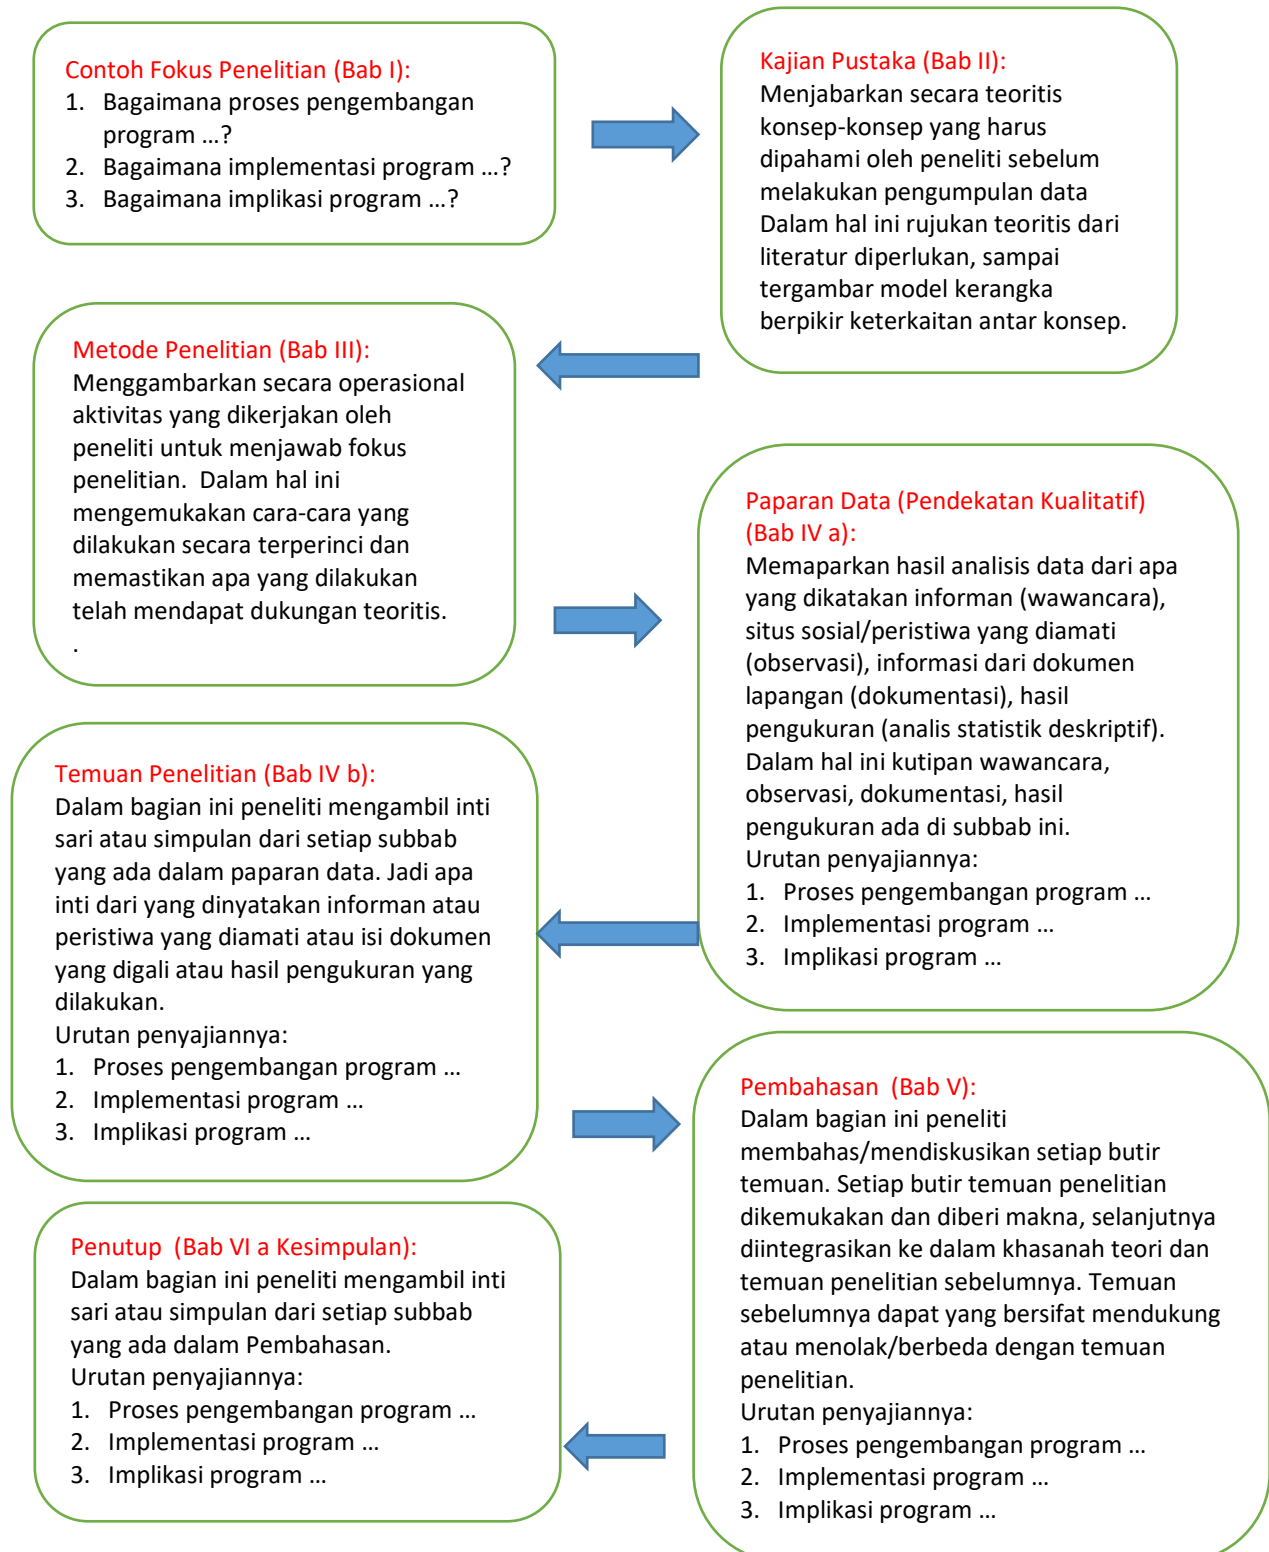 Contoh Fokus Penelitian (Bab I):
1. Bagaimana proses pengembangan
program …?
2. Bagaimana implementasi program …?
3. Bagaimana implikasi program …?
Kajian Pustaka (Bab II):
Menjabarkan secara teoritis
konsep-konsep yang harus
dipahami oleh peneliti sebelum
melakukan pengumpulan data
Dalam hal ini rujukan teoritis dari
literatur diperlukan, sampai
tergambar model kerangka
berpikir keterkaitan antar konsep.
Metode Penelitian (Bab III):
Menggambarkan secara operasional
aktivitas yang dikerjakan oleh
peneliti untuk menjawab fokus
penelitian.  Dalam hal ini
mengemukakan cara-cara yang
dilakukan secara terperinci dan
memastikan apa yang dilakukan
telah mendapat dukungan teoritis.
.
Paparan Data (Pendekatan Kualitatif)
(Bab IV a):
Memaparkan hasil analisis data dari apa
yang dikatakan informan (wawancara),
situs sosial/peristiwa yang diamati
(observasi), informasi dari dokumen
lapangan (dokumentasi), hasil
pengukuran (analis statistik deskriptif).
Dalam hal ini kutipan wawancara,
observasi, dokumentasi, hasil
pengukuran ada di subbab ini.
Urutan penyajiannya:
1. Proses pengembangan program …
2. Implementasi program …
3. Implikasi program …
Temuan Penelitian (Bab IV b):
Dalam bagian ini peneliti mengambil inti
sari atau simpulan dari setiap subbab
yang ada dalam paparan data. Jadi apa
inti dari yang dinyatakan informan atau
peristiwa yang diamati atau isi dokumen
yang digali atau hasil pengukuran yang
dilakukan.
Urutan penyajiannya:
1. Proses pengembangan program …
2. Implementasi program …
3. Implikasi program …
Pembahasan  (Bab V):
Dalam bagian ini peneliti
membahas/mendiskusikan setiap butir
temuan. Setiap butir temuan penelitian
dikemukakan dan diberi makna, selanjutnya
diintegrasikan ke dalam khasanah teori dan
temuan penelitian sebelumnya. Temuan
sebelumnya dapat yang bersifat mendukung
atau menolak/berbeda dengan temuan
penelitian.
Urutan penyajiannya:
1. Proses pengembangan program …
2. Implementasi program …
3. Implikasi program …
Penutup  (Bab VI a Kesimpulan):
Dalam bagian ini peneliti mengambil inti
sari atau simpulan dari setiap subbab
yang ada dalam Pembahasan.
Urutan penyajiannya:
1. Proses pengembangan program …
2. Implementasi program …
3. Implikasi program …